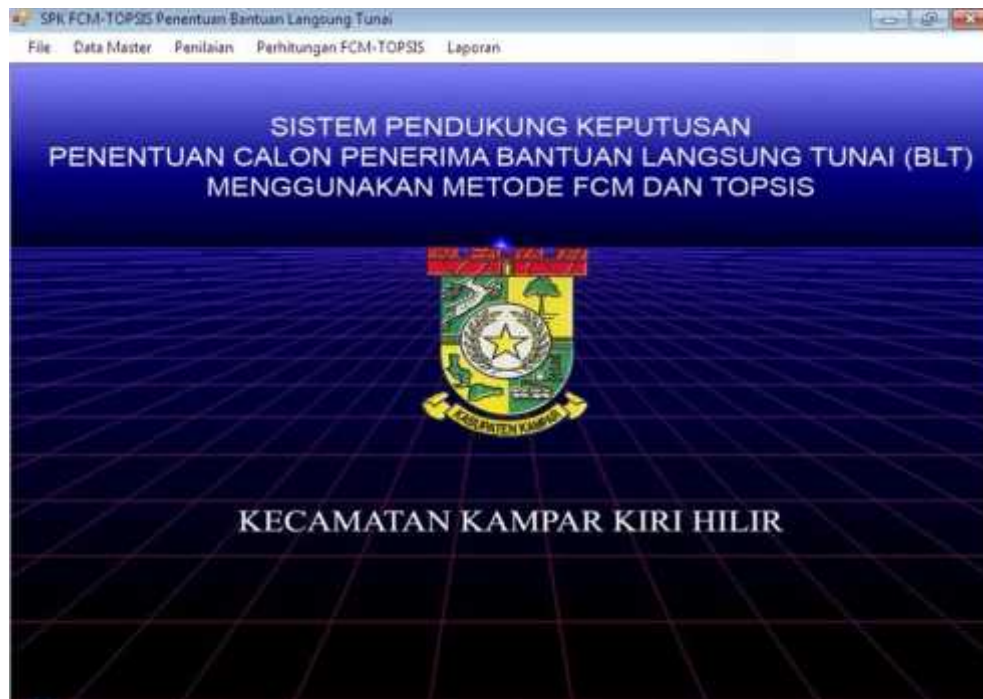 SPK FCM-TOPSIS Penentuan Bantuan Langsung Tunai
File Data Master Penilaian Perhitungan FCM-TOPSIS Laporan
SISTEM PENDUKUNG KEPUTUSAN
PENENTUAN CALON PENERIMA BANTUAN LANGSUNG TUNAI (BLT)
MENGGUNAKAN METODE FCM DAN TOPSIS
KABUPATEN KAMPAR
KECAMATAN KAMPAR KIRI HILIR